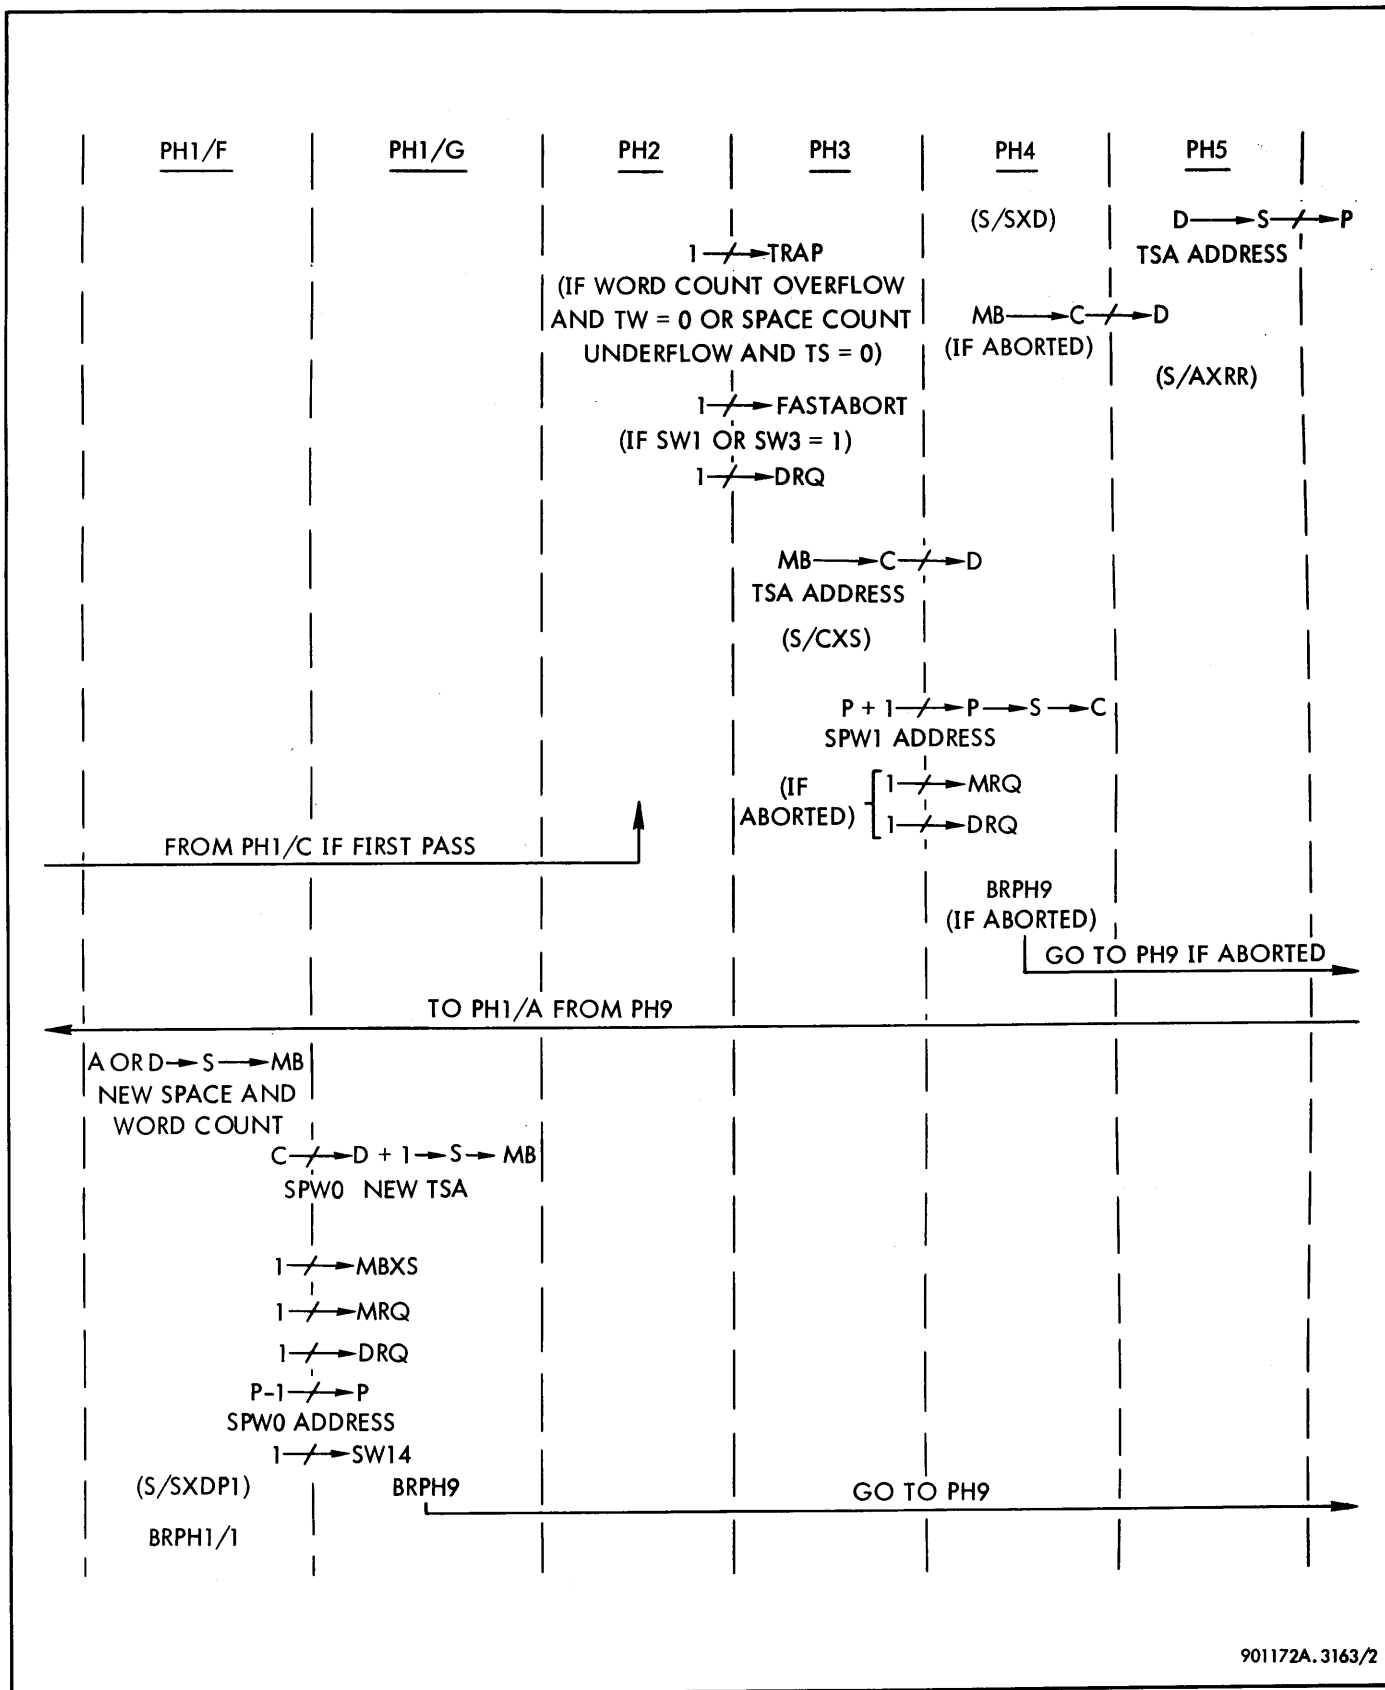 PH1/F PH1/G PH2 PH3 PH4 PH5
(S/SXD) D S P
TSA ADDRESS
1 TRAP
(IF WORD COUNT OVERFLOW
AND TW = 0 OR SPACE COUNT
UNDERFLOW AND TS = 0)
MB C D
(IF ABORTED)
(S/AXRR)
1 FASTABORT
(IF SW1 OR SW3 = 1)
1 DRQ
MB C D
TSA ADDRESS
(S/CXS)
P + 1 P S C
SPW1 ADDRESS
(IF
ABORTED)
1 MRQ
1 DRQ
FROM PH1/C IF FIRST PASS
BRPH9
(IF ABORTED)
GO TO PH9 IF ABORTED
TO PH1/A FROM PH9
A OR D S MB
NEW SPACE AND
WORD COUNT
C D + 1 S MB
SPW0 NEW TSA
1 MBXS
1 MRQ
1 DRQ
P-1 P
SPW0 ADDRESS
1 SW14
(S/SXDP1) BRPH9 GO TO PH9
BRPH1/1
901172A.3163/2